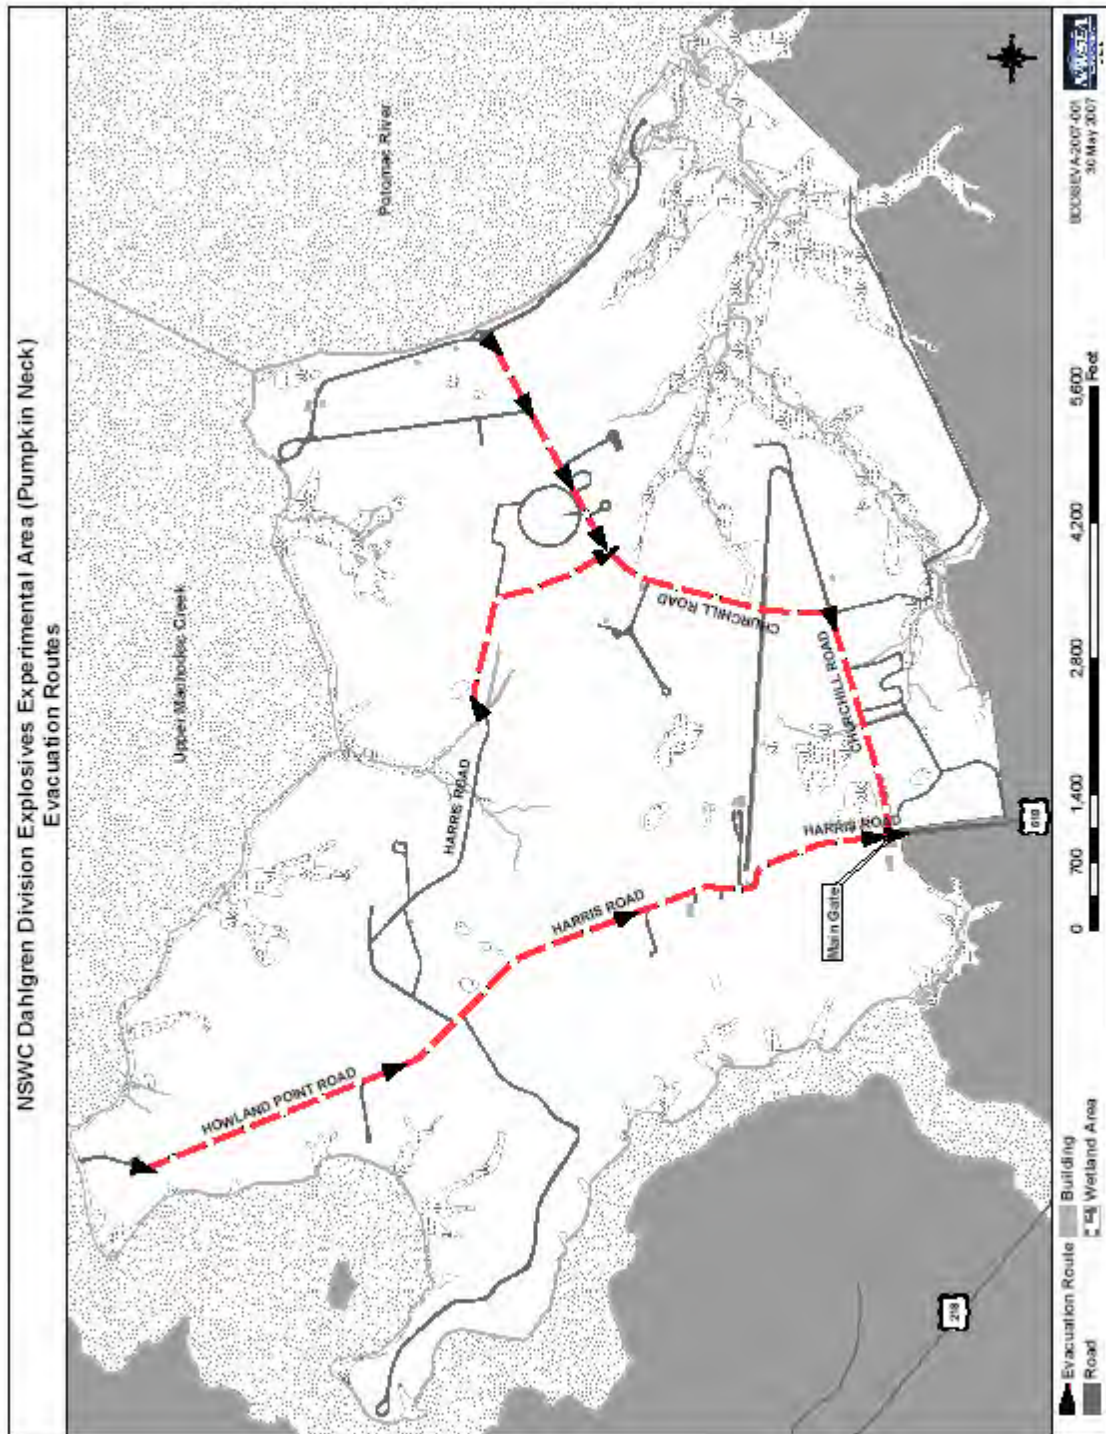 NSWC Dahlgren Division Explosives Experimental Area (Pumpkin Neck)
Evacuation Routes
Potomac River
Upper Machodoc Creek
HOWLAND POINT ROAD
HARRIS ROAD
HARRIS ROAD
HARRIS ROAD
CHURCHILL ROAD
CHURCHILL ROAD
Main Gate
218
Evacuation Route
Building
Road
Wetland Area
0 700 1,400 2,800 4,200 5,600
Feet
30 May 2007
NAVSEA